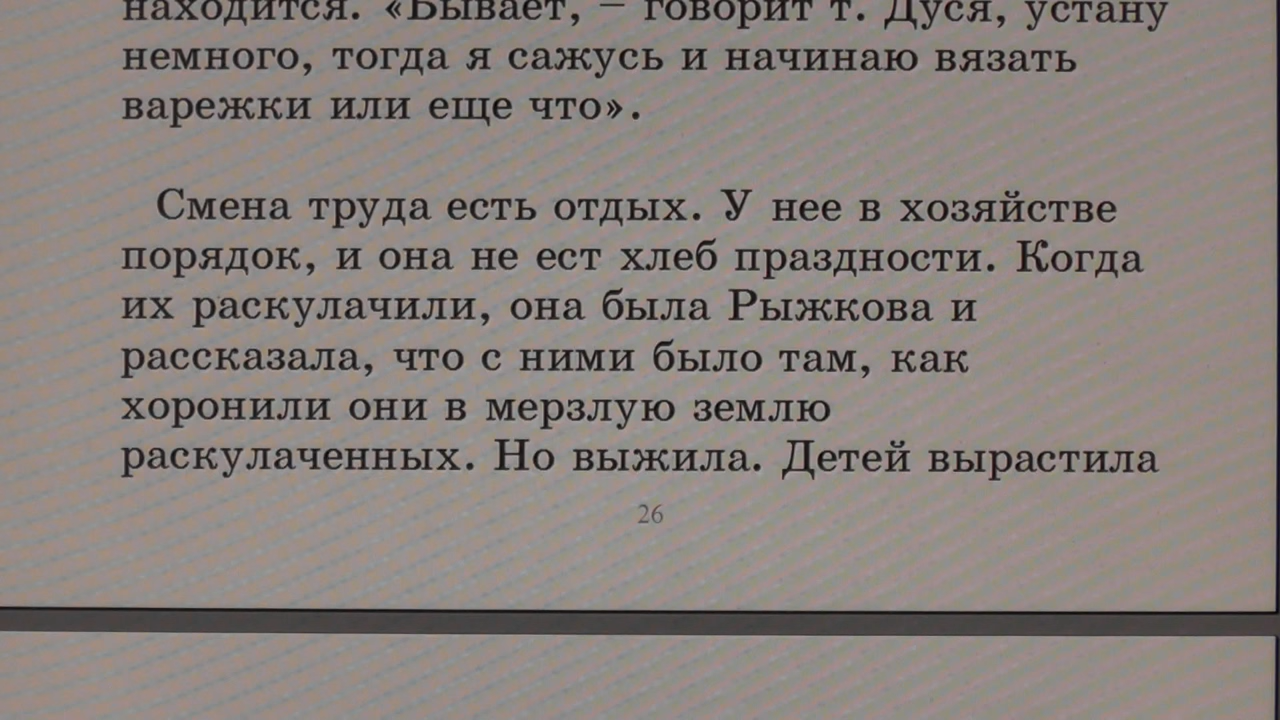 находится. «Бывает, – говорит т. Дуся, устану
немного, тогда я сажусь и начинаю вязать
варежки или еще что».
Смена труда есть отдых. У нее в хозяйстве
порядок, и она не ест хлеб праздности. Когда
их раскулачили, она была Рыжкова и
рассказала, что с ними было там, как
хоронили они в мерзлую землю
раскулаченных. Но выжила. Детей вырастила
26